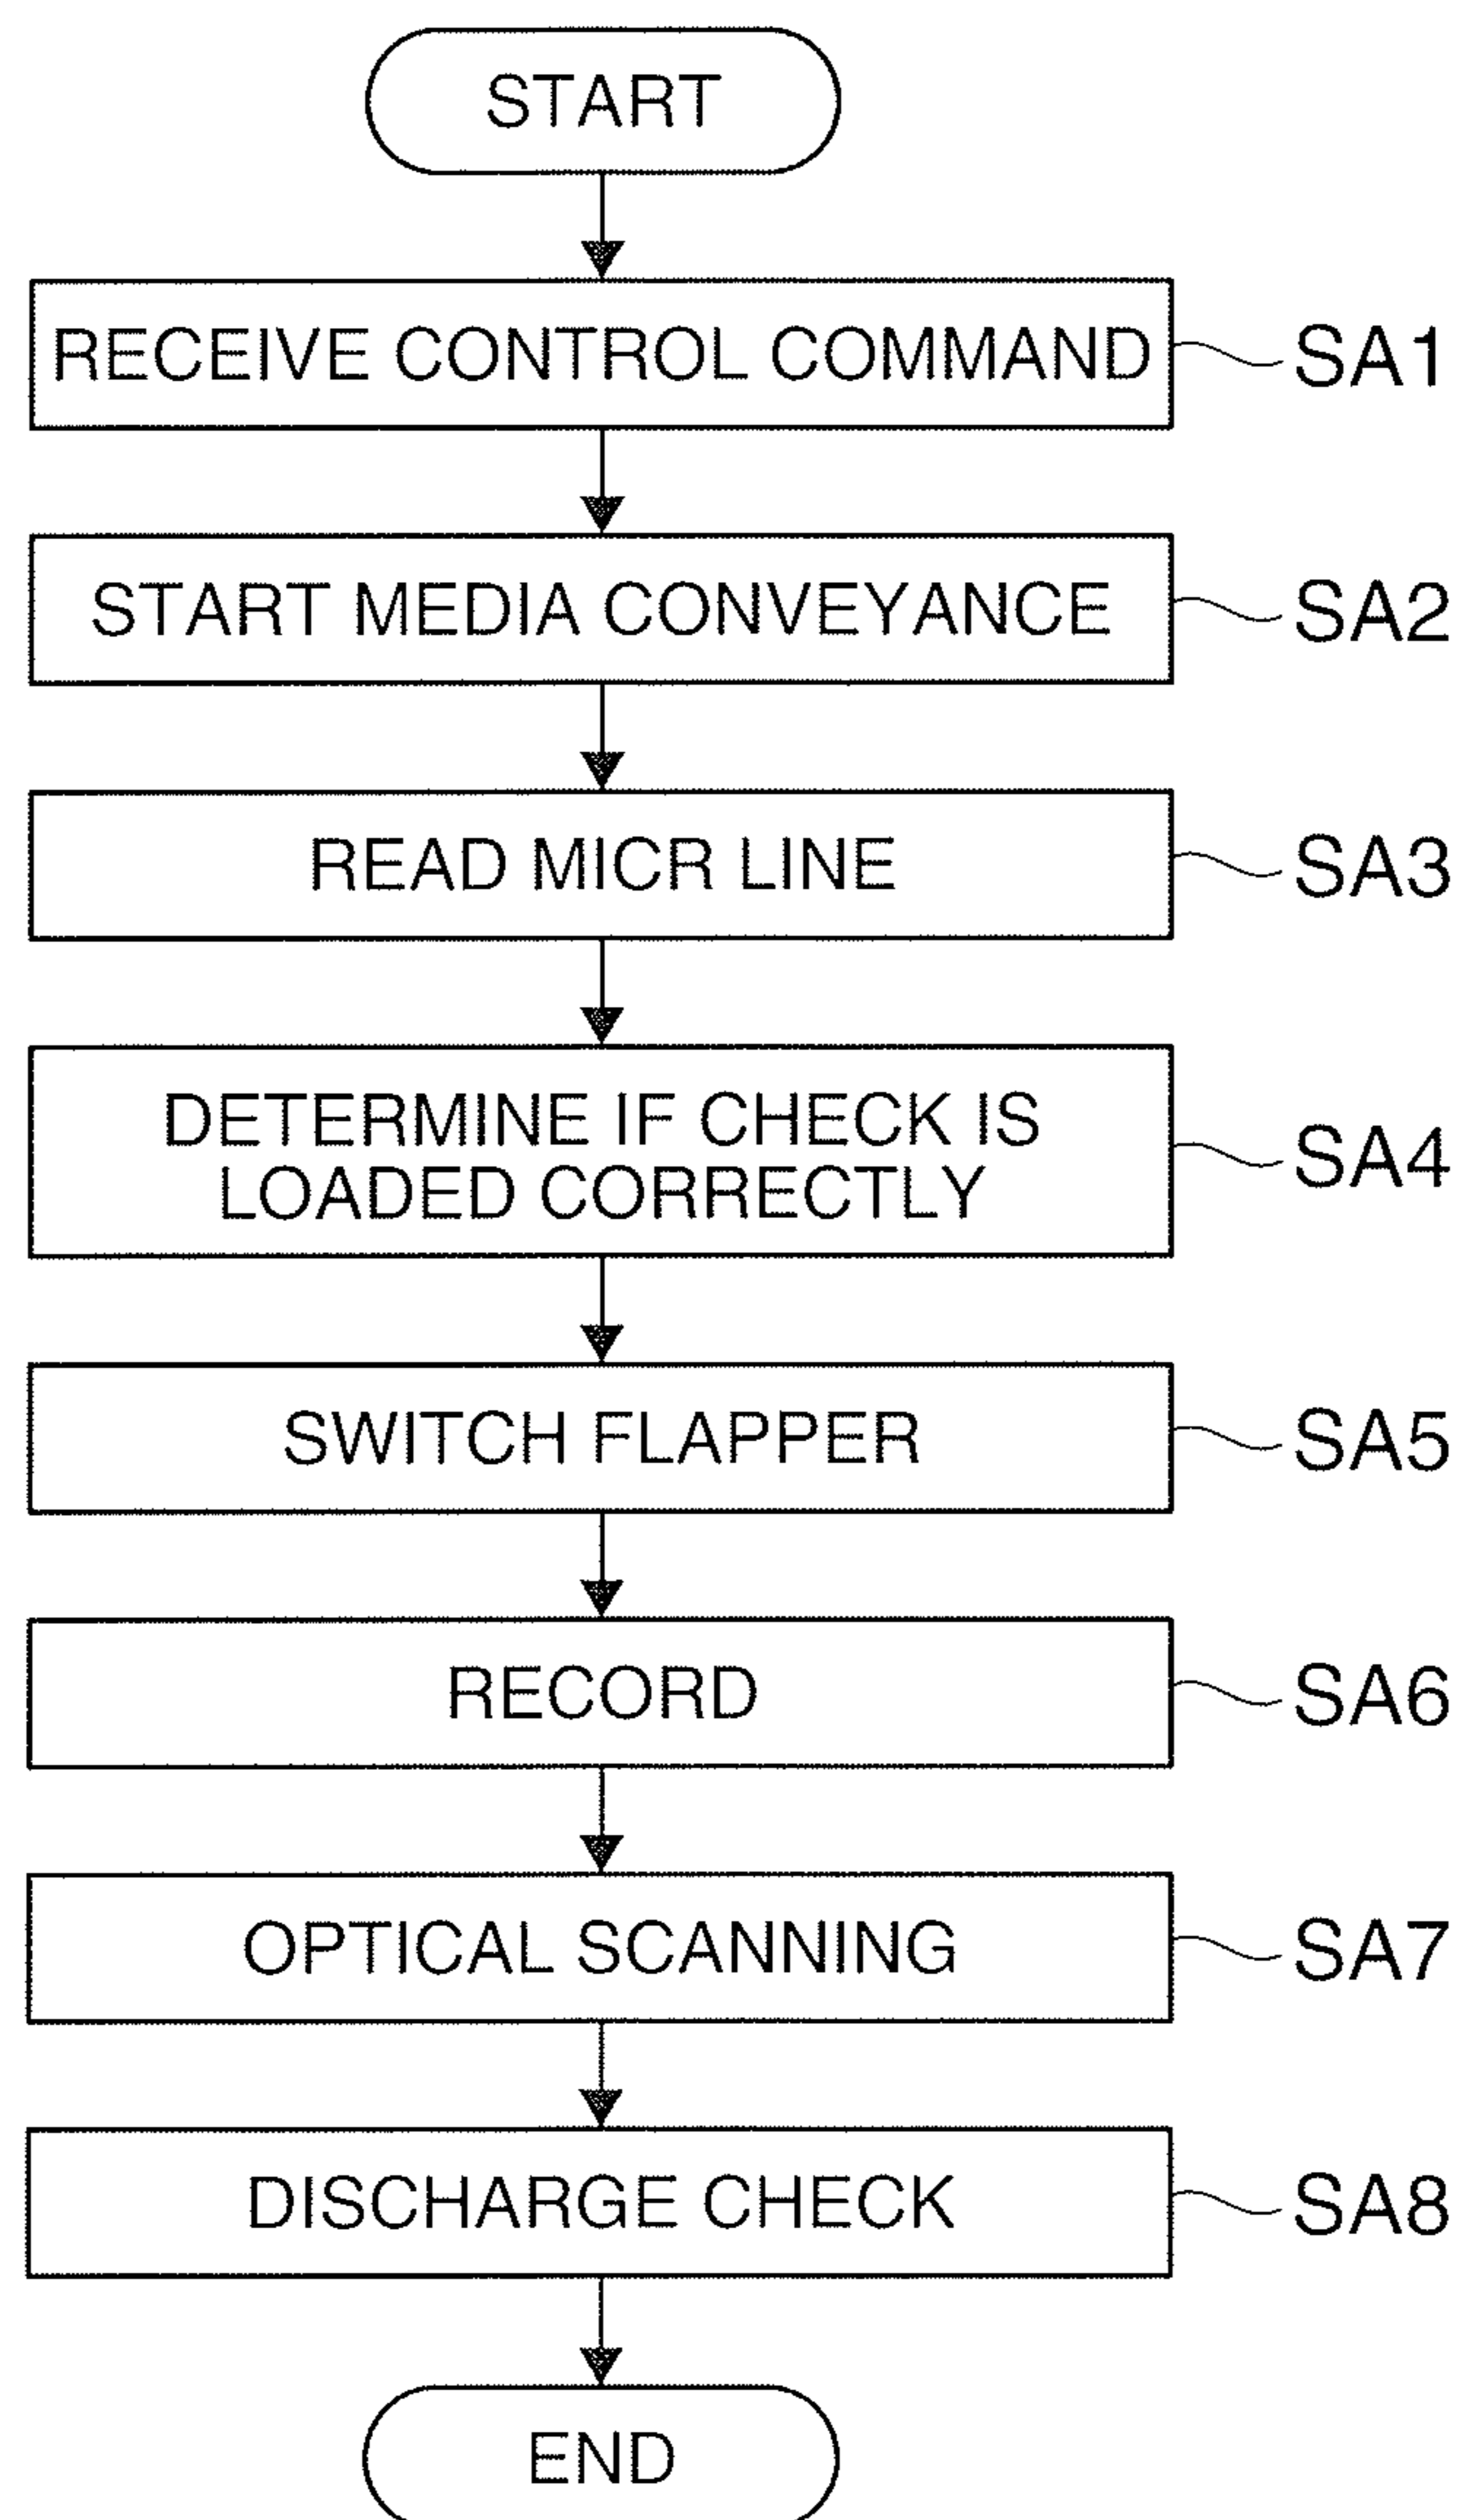 START
RECEIVE CONTROL COMMAND
SA1
START MEDIA CONVEYANCE
SA2
READ MICR LINE
SA3
DETERMINE IF CHECK IS
LOADED CORRECTLY
SA4
SWITCH FLAPPER
SA5
RECORD
SA6
OPTICAL SCANNING
SA7
DISCHARGE CHECK
SA8
END